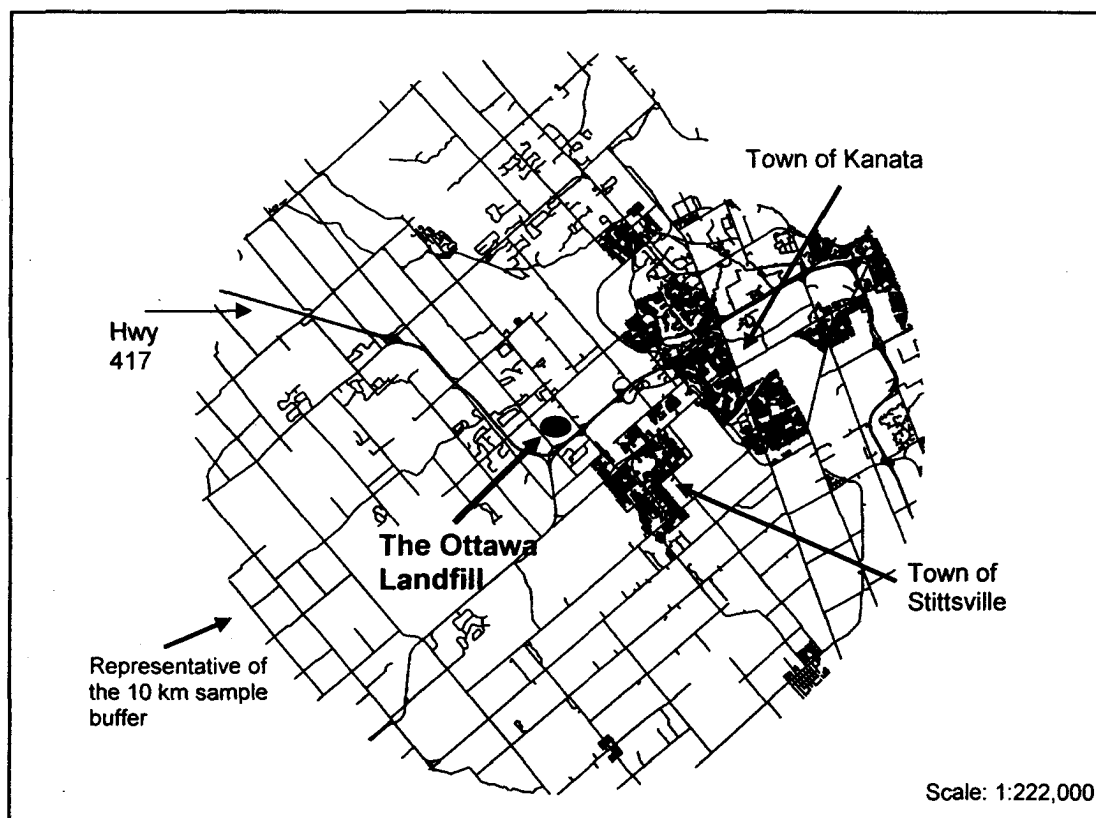 Town of Kanata
Hwy
417
The Ottawa
Landfill
Town of
Stittsville
Representative of
the 10 km sample
buffer
Scale: 1:222,000